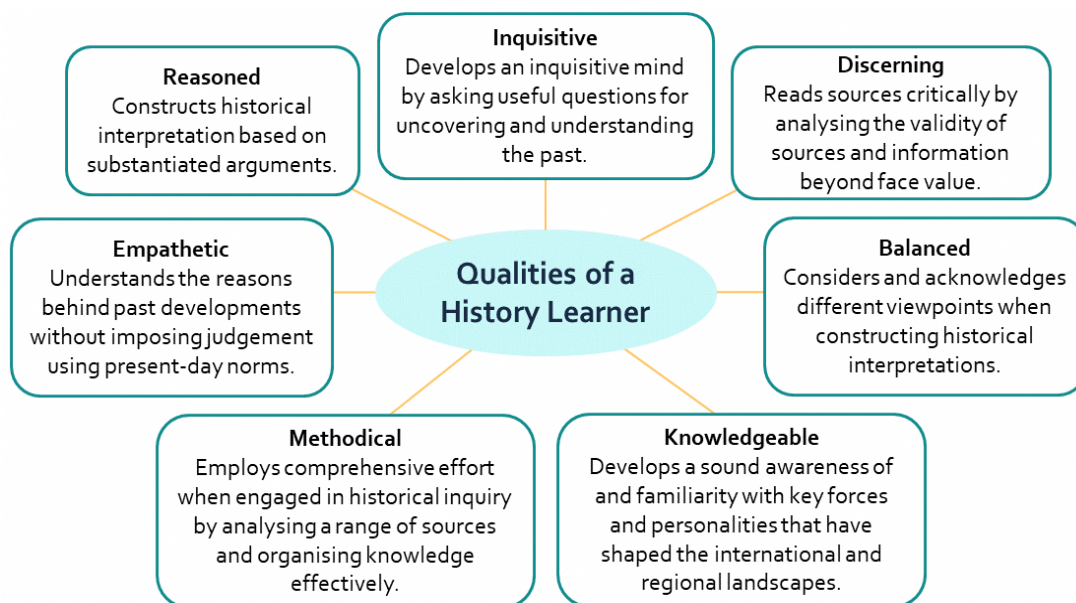 Inquisitive
Develops an inquisitive mind
by asking useful questions for
uncovering and understanding
the past.
Reasoned
Constructs historical
interpretation based on
substantiated arguments.
Discerning
Reads sources critically by
analysing the validity of
sources and information
beyond face value.
Empathetic
Understands the reasons
behind past developments
without imposing judgement
using present-day norms.
Qualities of a
History Learner
Balanced
Considers and acknowledges
different viewpoints when
constructing historical
interpretations.
Methodical
Employs comprehensive effort
when engaged in historical inquiry
by analysing a range of sources
and organising knowledge
effectively.
Knowledgeable
Develops a sound awareness of
and familiarity with key forces
and personalities that have
shaped the international and
regional landscapes.